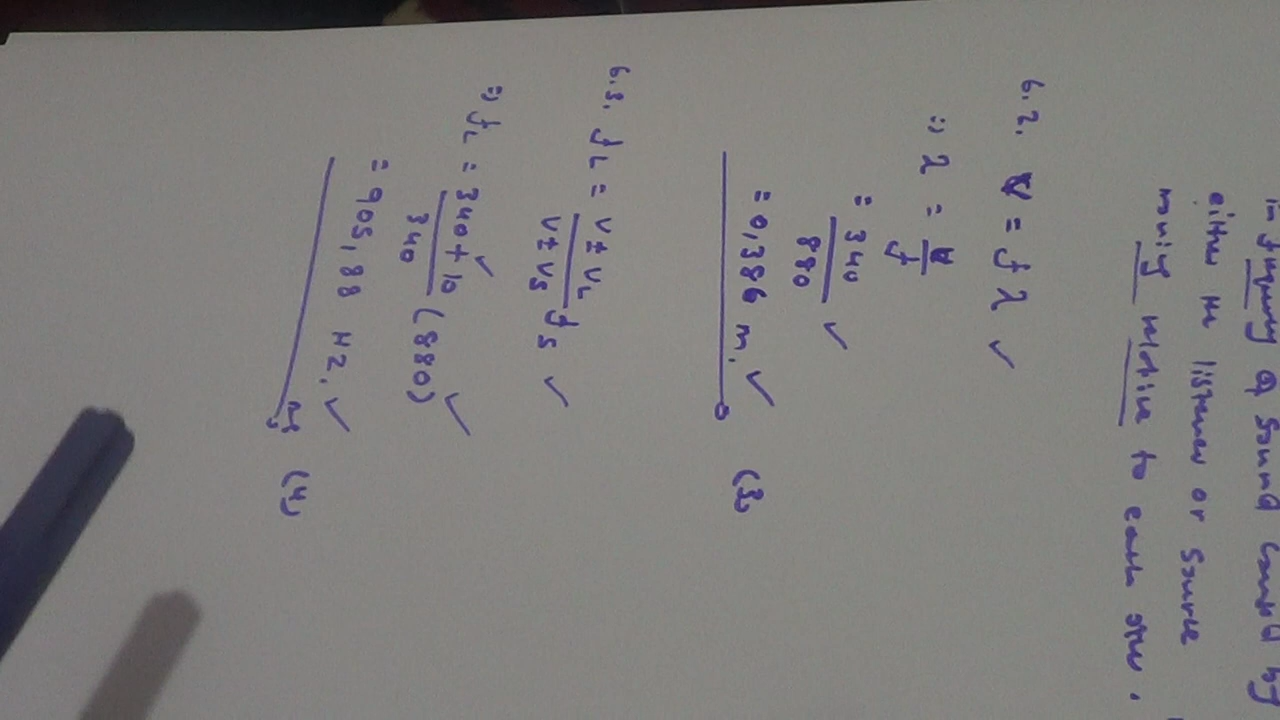 in frequency of sound caused by
either the listener or source
moving relative to each other.
6.2. V = f λ ✓
∴ λ = V/f
= 340/880 ✓
= 0,386 m. ✓
(3)
6.3. fL = V ± VL / V ± VS fS ✓
∴ fL = 340 + 10 ✓ / 340 (880) ✓
= 905,88 Hz. ✓
(4)